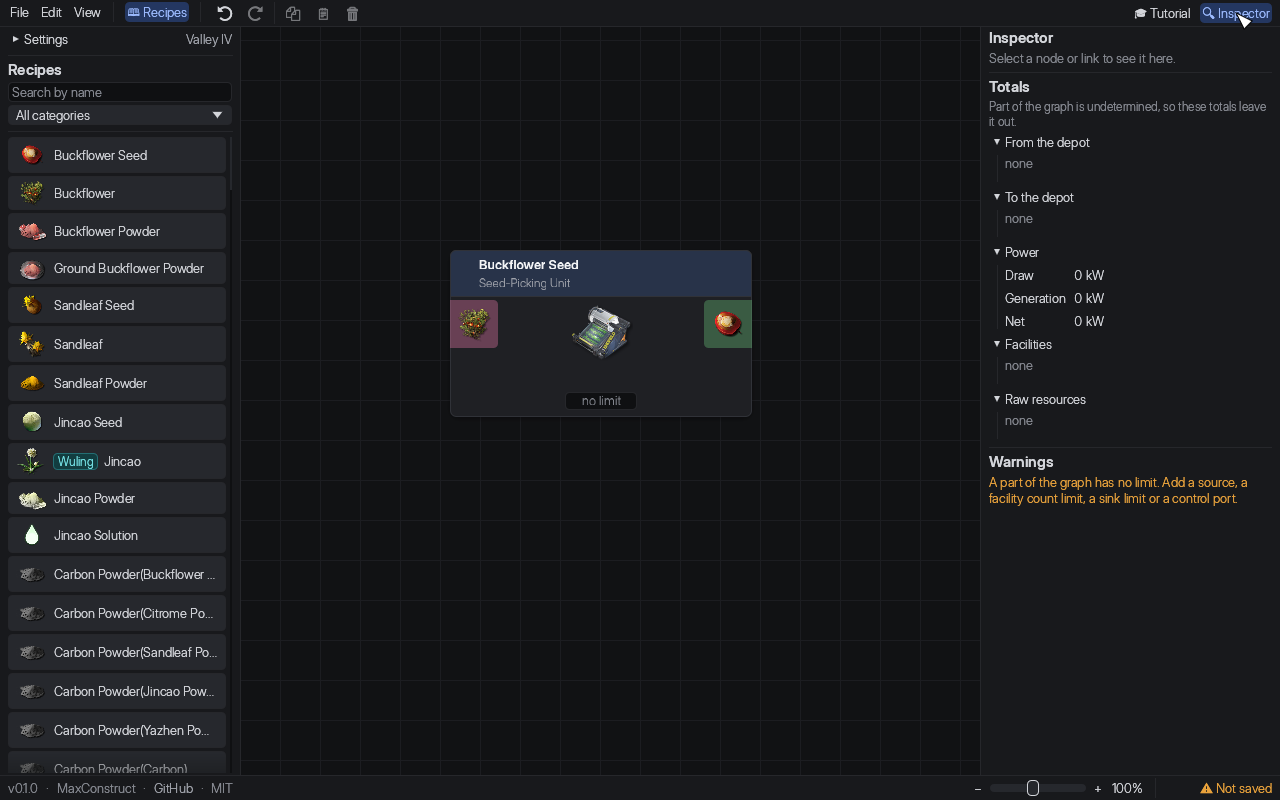 File Edit View Recipes Tutorial Inspector
Settings Valley IV
Recipes
Search by name
All categories
Buckflower Seed
Buckflower
Buckflower Powder
Ground Buckflower Powder
Sandleaf Seed
Sandleaf
Sandleaf Powder
Jincao Seed
Wuling Jincao
Jincao Powder
Jincao Solution
Carbon Powder(Buckflower ...
Carbon Powder(Citrome Po...
Carbon Powder(Sandleaf Po...
Carbon Powder(Jincao Pow...
Carbon Powder(Yazhen Po...
Carbon Powder(Carbon)
Buckflower Seed
Seed-Picking Unit
no limit
Inspector
Select a node or link to see it here.
Totals
Part of the graph is undetermined, so these totals leave
it out.
From the depot
none
To the depot
none
Power
Draw 0 kW
Generation 0 kW
Net 0 kW
Facilities
none
Raw resources
none
Warnings
A part of the graph has no limit. Add a source, a
facility count limit, a sink limit or a control port.
v0.1.0 · MaxConstruct · GitHub · MIT
− + 100% Not saved